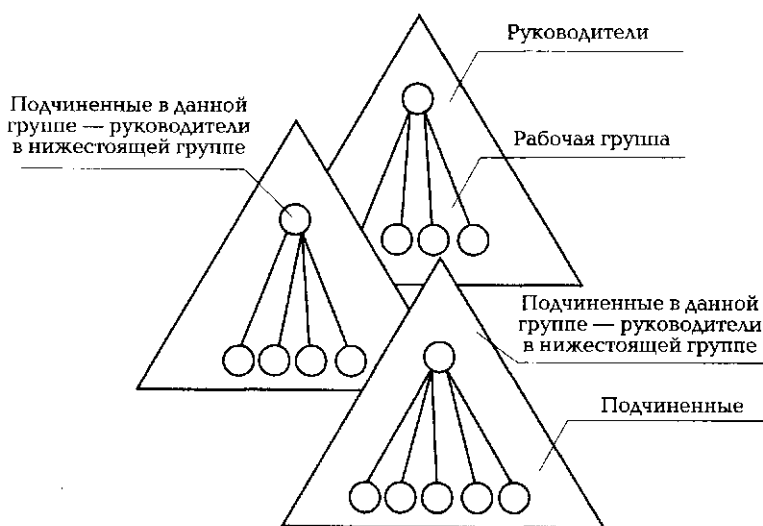 Руководители
Подчиненные в данной
группе — руководители
в нижестоящей группе
Рабочая группа
Подчиненные в данной
группе — руководители
в нижестоящей группе
Подчиненные